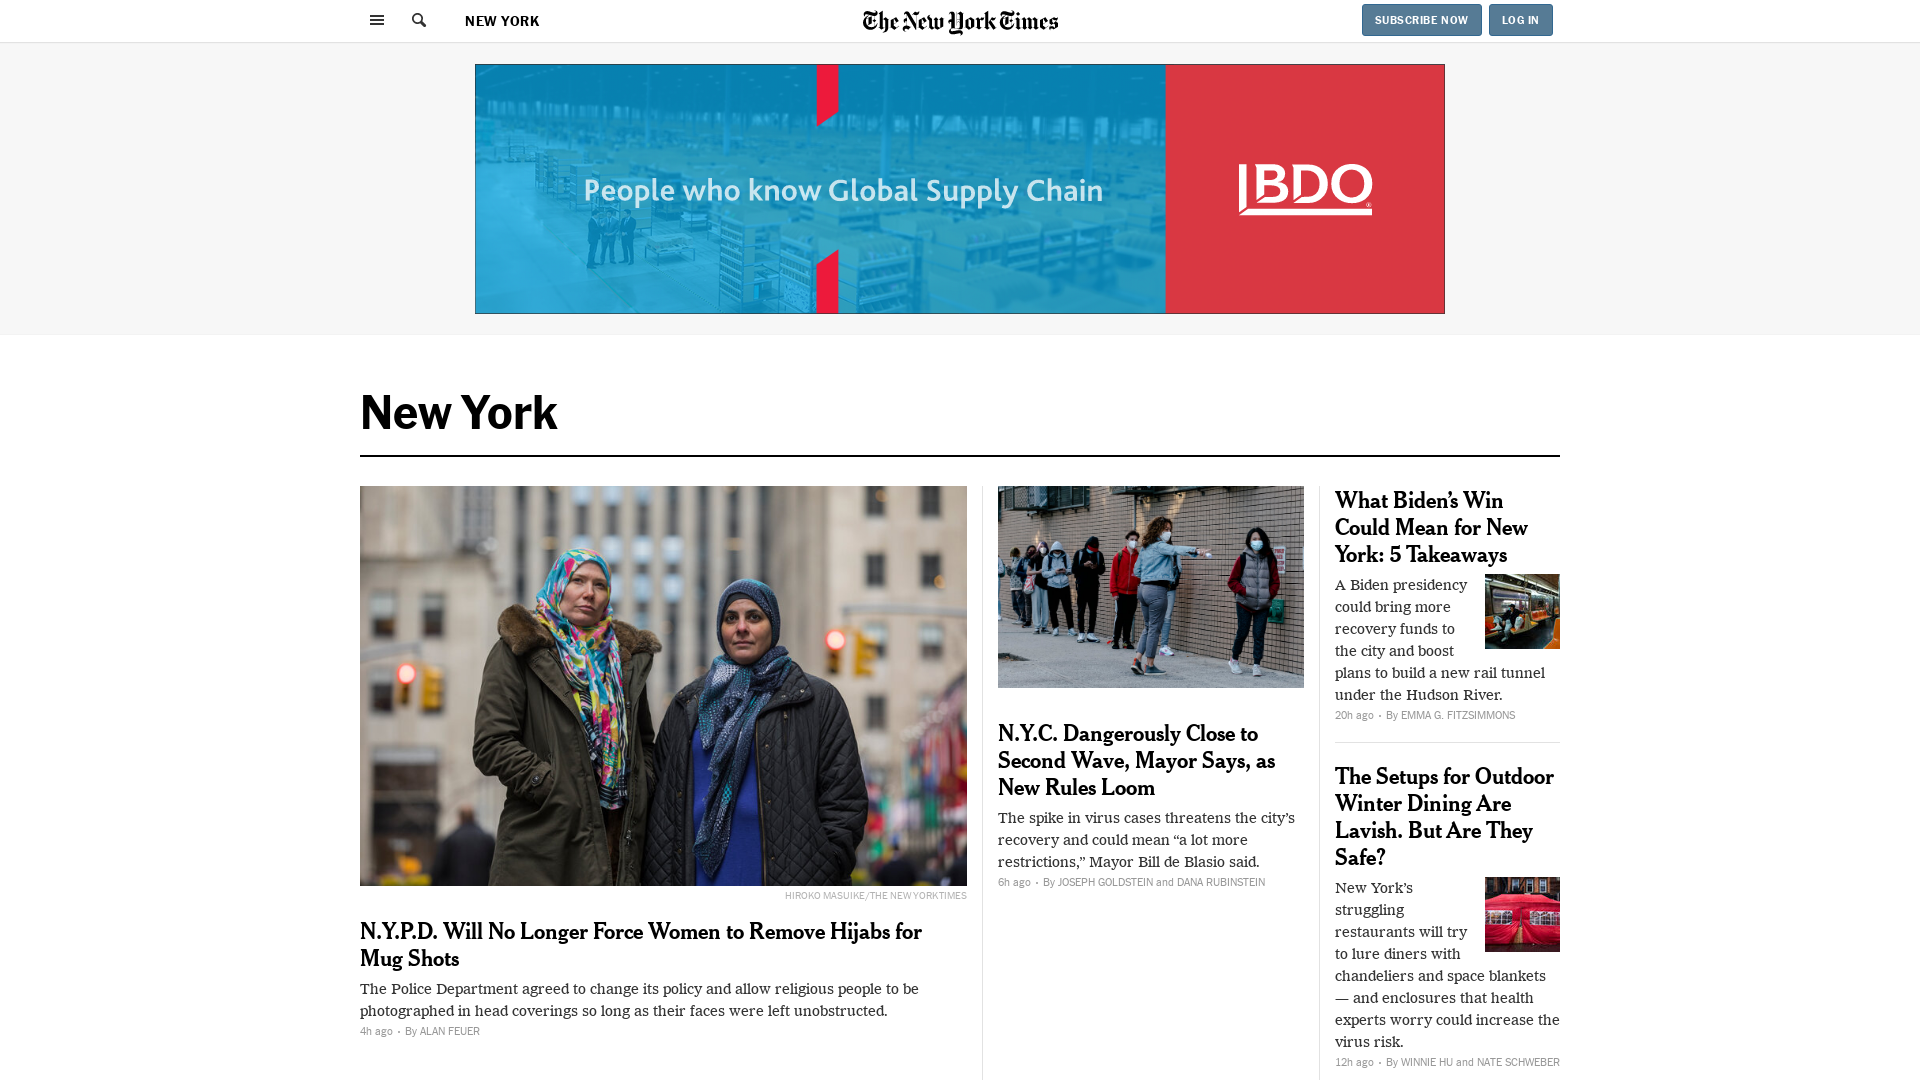 NEW YORK
The New York Times
SUBSCRIBE NOW
LOG IN
People who know Global Supply Chain
BDO
New York
HIROKO MASUIKE/THE NEW YORK TIMES
N.Y.P.D. Will No Longer Force Women to Remove Hijabs for
Mug Shots
The Police Department agreed to change its policy and allow religious people to be
photographed in head coverings so long as their faces were left unobstructed.
4h ago • By ALAN FEUER
N.Y.C. Dangerously Close to
Second Wave, Mayor Says, as
New Rules Loom
The spike in virus cases threatens the city’s
recovery and could mean “a lot more
restrictions,” Mayor Bill de Blasio said.
6h ago • By JOSEPH GOLDSTEIN and DANA RUBINSTEIN
What Biden’s Win
Could Mean for New
York: 5 Takeaways
A Biden presidency
could bring more
recovery funds to
the city and boost
plans to build a new rail tunnel
under the Hudson River.
20h ago • By EMMA G. FITZSIMMONS
The Setups for Outdoor
Winter Dining Are
Lavish. But Are They
Safe?
New York’s
struggling
restaurants will try
to lure diners with
chandeliers and space blankets
— and enclosures that health
experts worry could increase the
virus risk.
12h ago • By WINNIE HU and NATE SCHWEBER